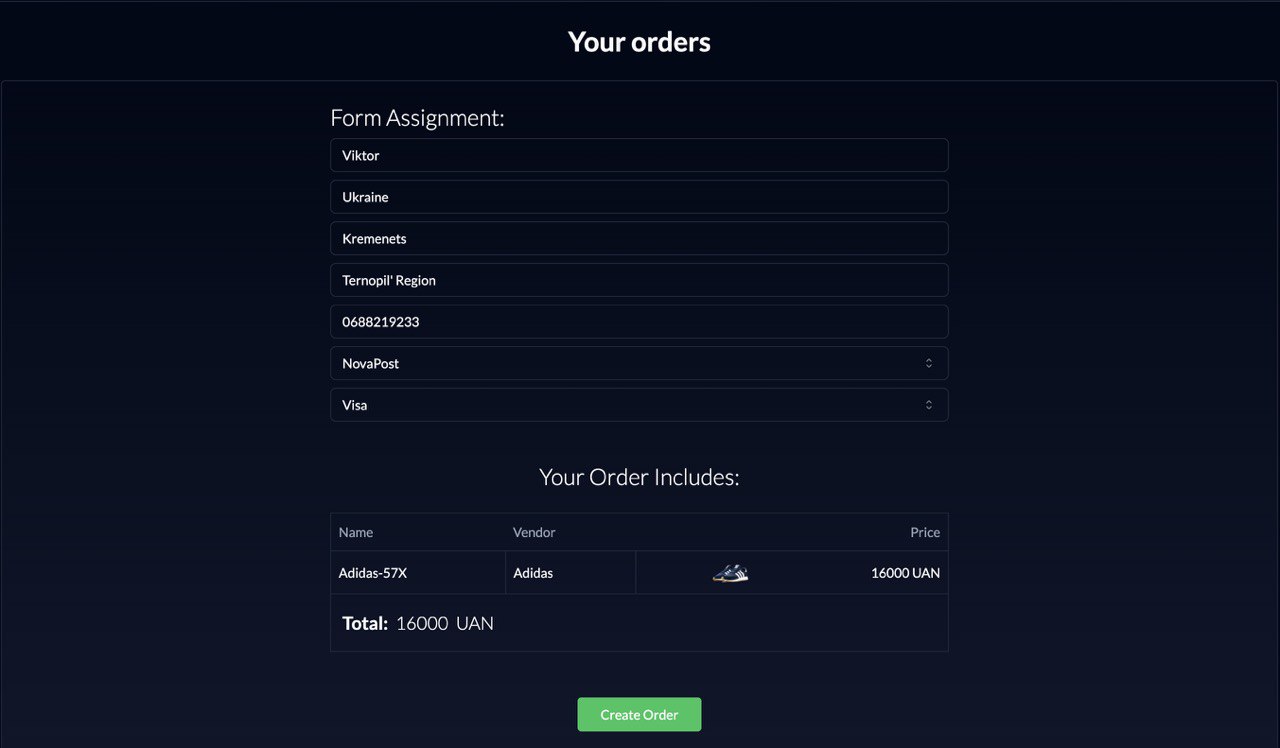 Your orders
Form Assignment:
Viktor
Ukraine
Kremenets
Ternopil' Region
0688219233
NovaPost
Visa
Your Order Includes:
Name Vendor Price
Adidas-57X Adidas 16000 UAN
Total: 16000 UAN
Create Order